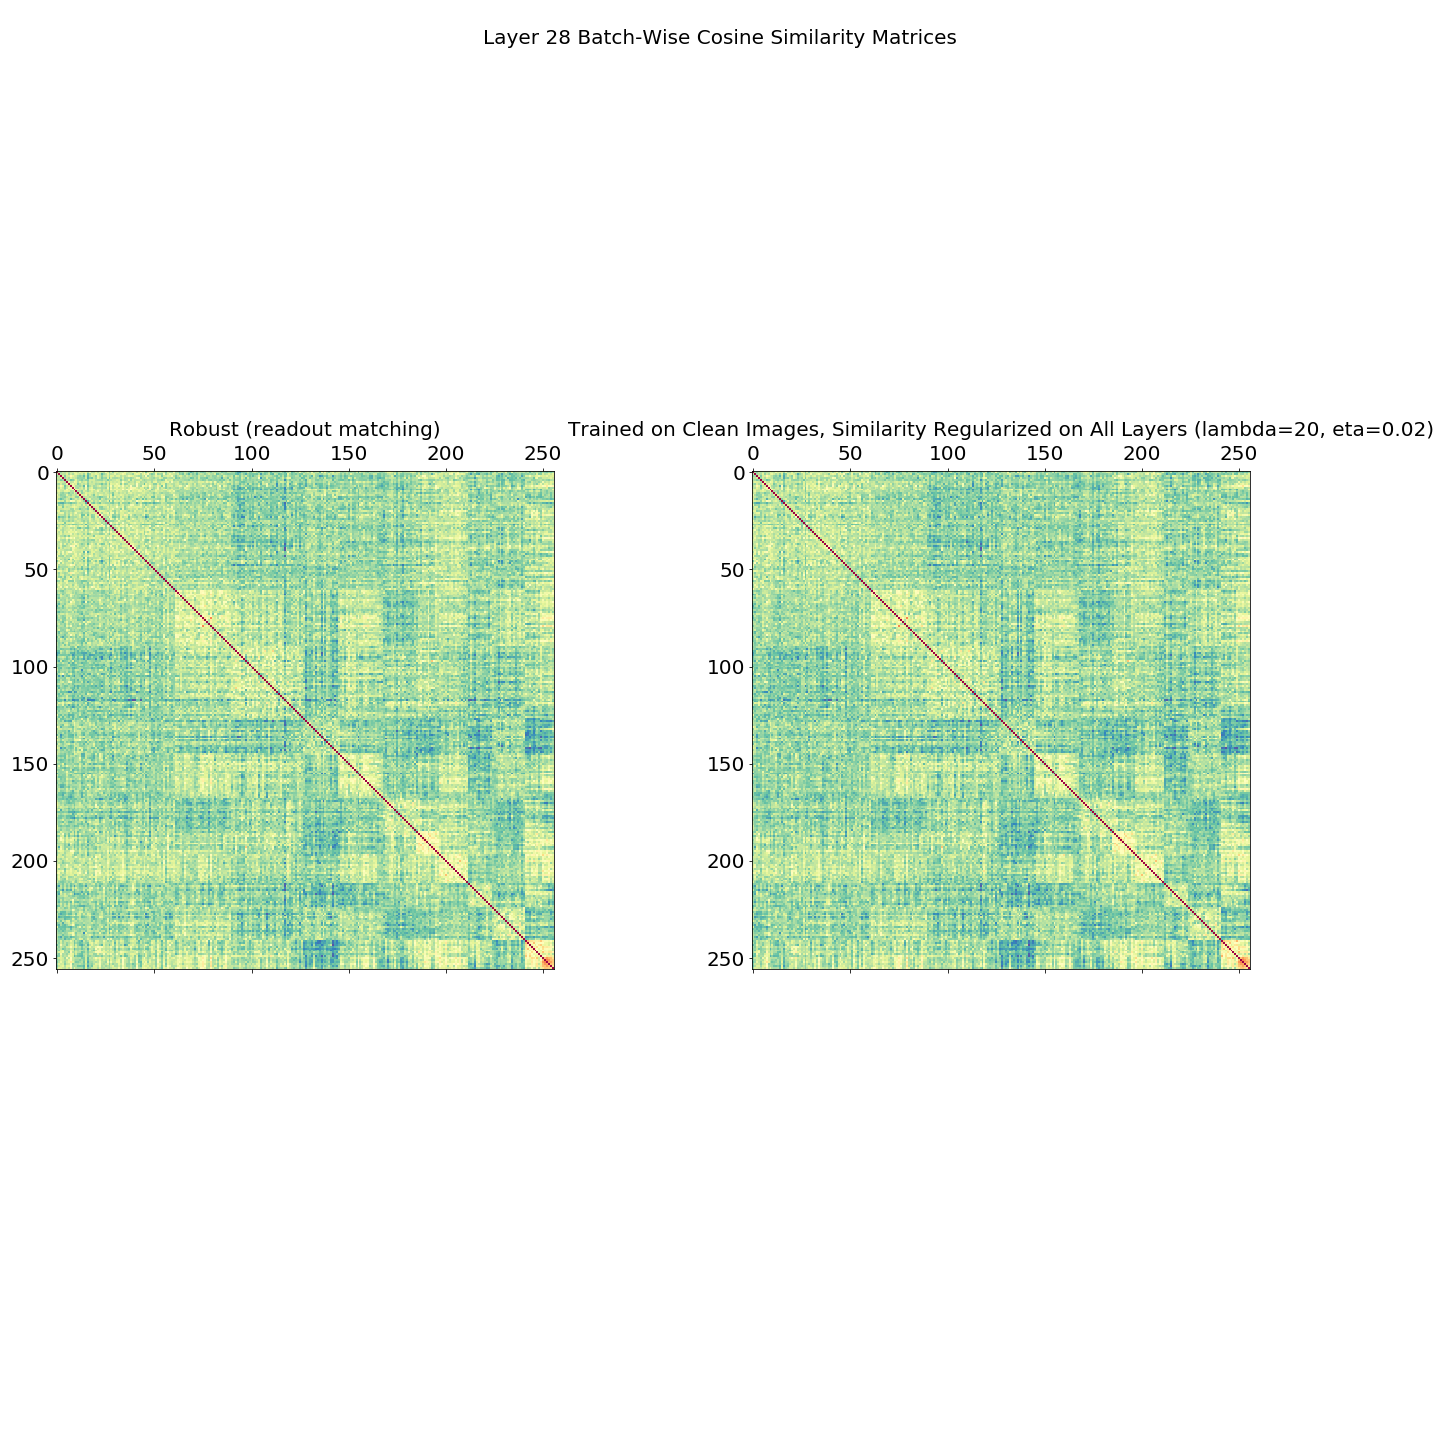 Layer 28 Batch-Wise Cosine Similarity Matrices
Robust (readout matching)
0 50 100 150 200 250
0
50
100
150
200
250
Trained on Clean Images, Similarity Regularized on All Layers (lambda=20, eta=0.02)
0 50 100 150 200 250
0
50
100
150
200
250